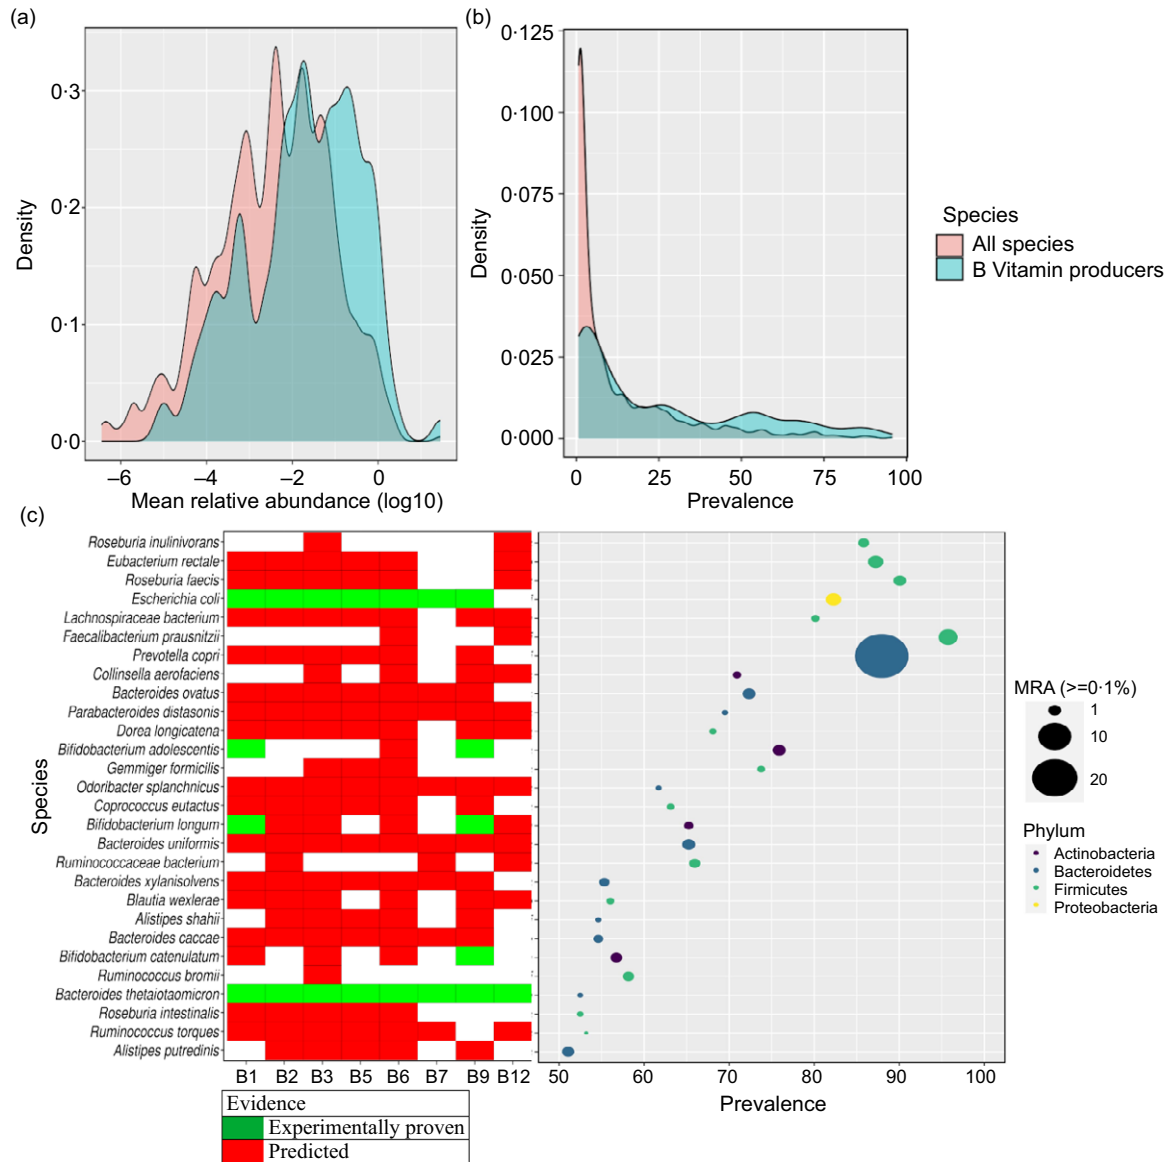 (a)
0·3
0·2
0·1
0·0
Density
−6
−4
−2
0
Mean relative abundance (log10)
(b)
0·125
0·100
0·075
0·050
0·025
0·000
Density
0
25
50
75
100
Prevalence
Species
All species
B Vitamin producers
(c)
Species
Roseburia inulinivorans
Eubacterium rectale
Roseburia faecis
Escherichia coli
Lachnospiraceae bacterium
Faecalibacterium prausnitzii
Prevotella copri
Collinsella aerofaciens
Bacteroides ovatus
Parabacteroides distasonis
Dorea longicatena
Bifidobacterium adolescentis
Gemmiger formicilis
Odoribacter splanchnicus
Coprococcus eutactus
Bifidobacterium longum
Bacteroides uniformis
Ruminococcaceae bacterium
Bacteroides xylanisolvens
Blautia wexlerae
Alistipes shahii
Bacteroides caccae
Bifidobacterium catenulatum
Ruminococcus bromii
Bacteroides thetaiotaomicron
Roseburia intestinalis
Ruminococcus torques
Alistipes putredinis
B1 B2 B3 B5 B6 B7 B9 B12
Evidence
Experimentally proven
Predicted
50 60 70 80 90 100
Prevalence
MRA (>=0·1%)
1
10
20
Phylum
Actinobacteria
Bacteroidetes
Firmicutes
Proteobacteria